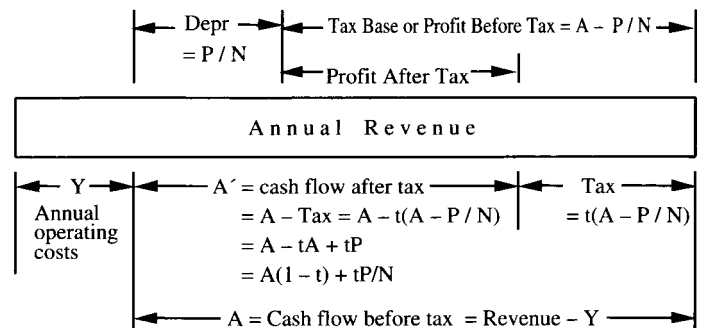 Depr
= P / N
Tax Base or Profit Before Tax = A – P / N
Profit After Tax
Annual Revenue
Y
Annual
operating
costs
A´ = cash flow after tax
= A – Tax = A – t(A – P / N)
= A – tA + tP
= A(1 – t) + tP/N
Tax
= t(A – P / N)
A = Cash flow before tax = Revenue – Y